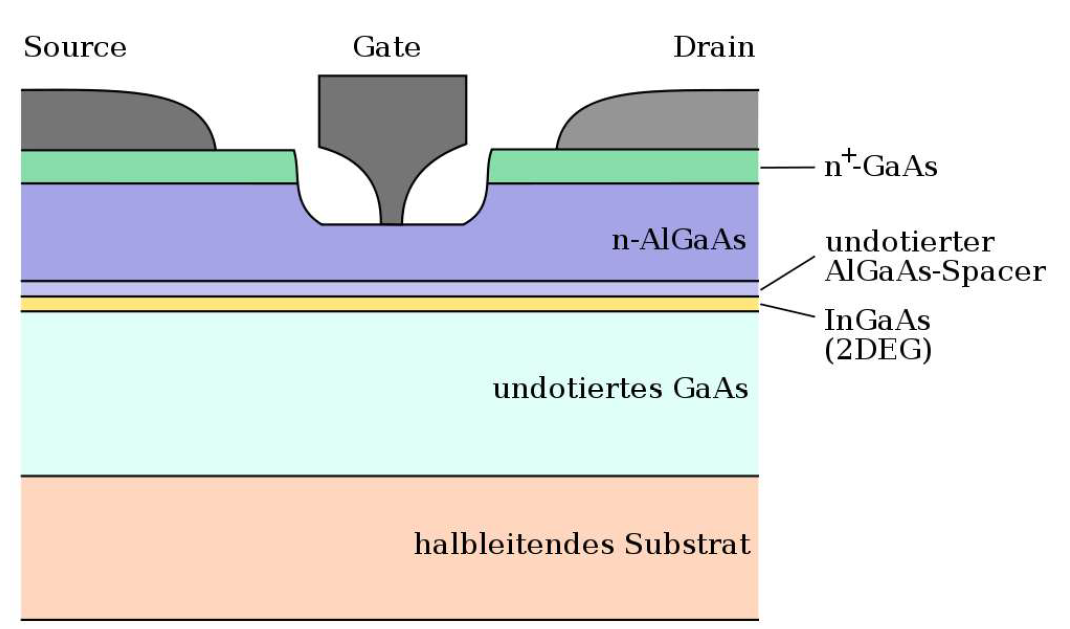 Source
Gate
Drain
n⁺-GaAs
n-AlGaAs
undotierter
AlGaAs-Spacer
InGaAs
(2DEG)
undotiertes GaAs
halbleitendes Substrat